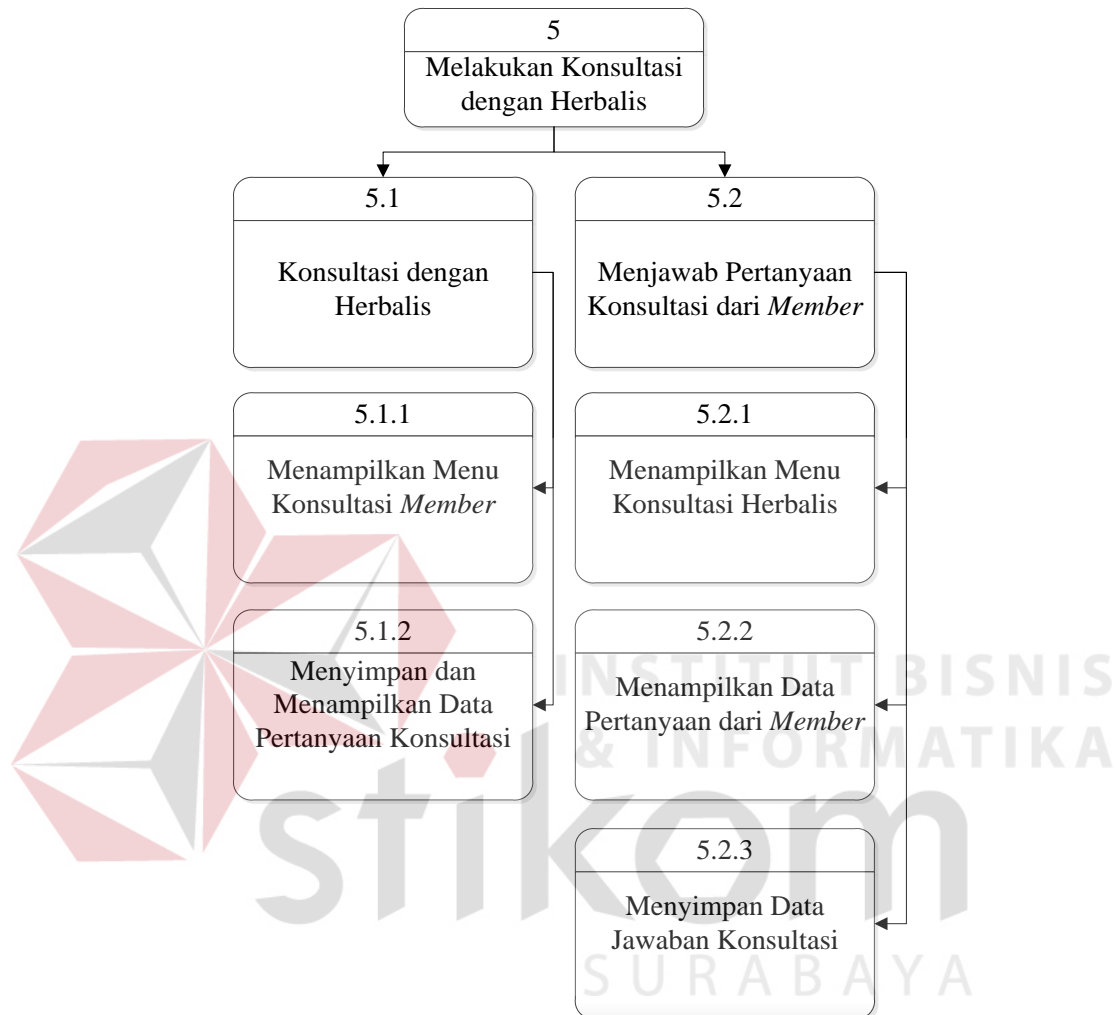 5
Melakukan Konsultasi
dengan Herbalis
5.1
Konsultasi dengan
Herbalis
5.2
Menjawab Pertanyaan
Konsultasi dari Member
5.1.1
Menampilkan Menu
Konsultasi Member
5.2.1
Menampilkan Menu
Konsultasi Herbalis
5.1.2
Menyimpan dan
Menampilkan Data
Pertanyaan Konsultasi
5.2.2
Menampilkan Data
Pertanyaan dari Member
5.2.3
Menyimpan Data
Jawaban Konsultasi
INSTITUT BISNIS
& INFORMATIKA
stikom
SURABAYA